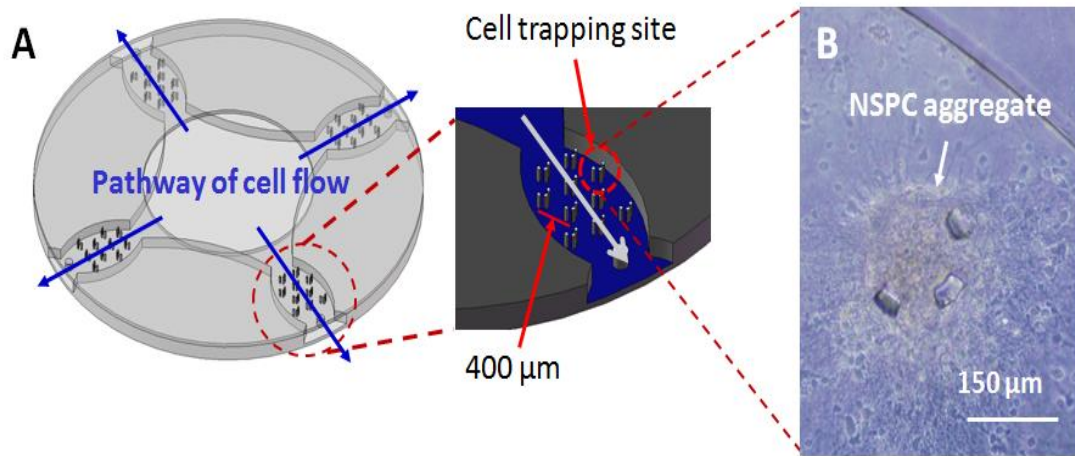 A
Pathway of cell flow
Cell trapping site
400 µm
B
NSPC aggregate
150 µm